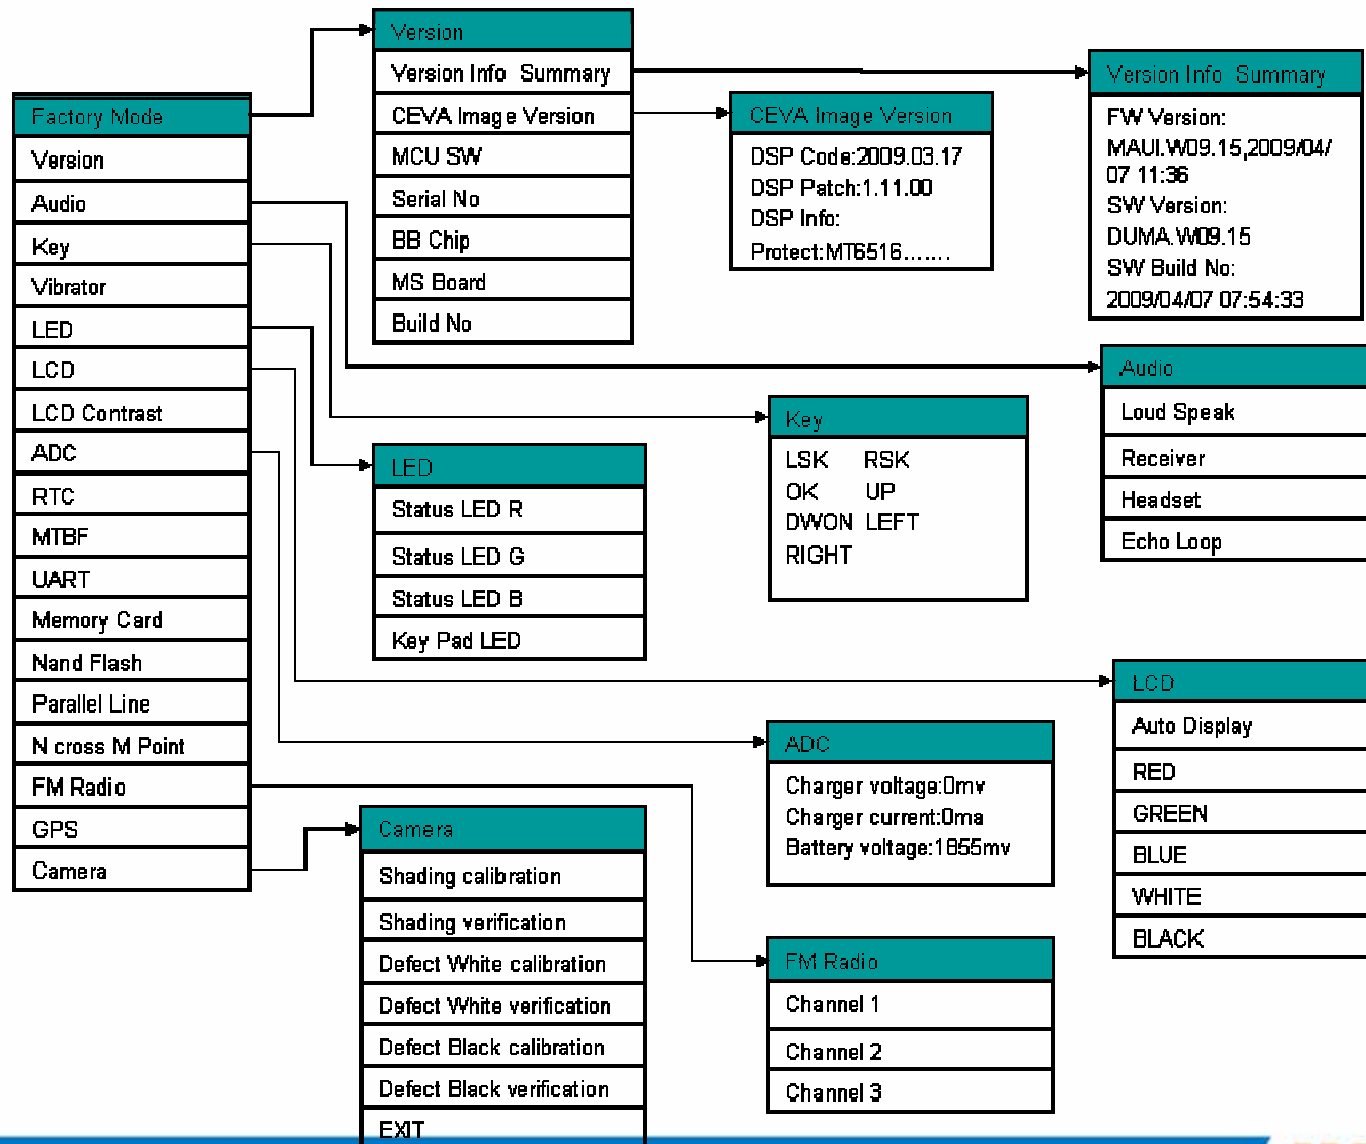 Factory Mode
Version
Audio
Key
Vibrator
LED
LCD
LCD Contrast
ADC
RTC
MTBF
UART
Memory Card
Nand Flash
Parallel Line
N cross M Point
FM Radio
GPS
Camera
Version
Version Info Summary
CEVA Image Version
MCU SW
Serial No
BB Chip
MS Board
Build No
CEVA Image Version
DSP Code:2009.03.17
DSP Patch:1.11.00
DSP Info:
Protect:MT6516.......
Version Info Summary
FW Version:
MAUI.W09.15,2009/04/
07 11:36
SW Version:
DUMA.W09.15
SW Build No:
2009/04/07 07:54:33
Audio
Loud Speak
Receiver
Headset
Echo Loop
Key
LSK RSK
OK UP
DWON LEFT
RIGHT
LED
Status LED R
Status LED G
Status LED B
Key Pad LED
LCD
Auto Display
RED
GREEN
BLUE
WHITE
BLACK
ADC
Charger voltage:0mv
Charger current:0ma
Battery voltage:1855mv
Camera
Shading calibration
Shading verification
Defect White calibration
Defect White verification
Defect Black calibration
Defect Black verification
EXIT
FM Radio
Channel 1
Channel 2
Channel 3